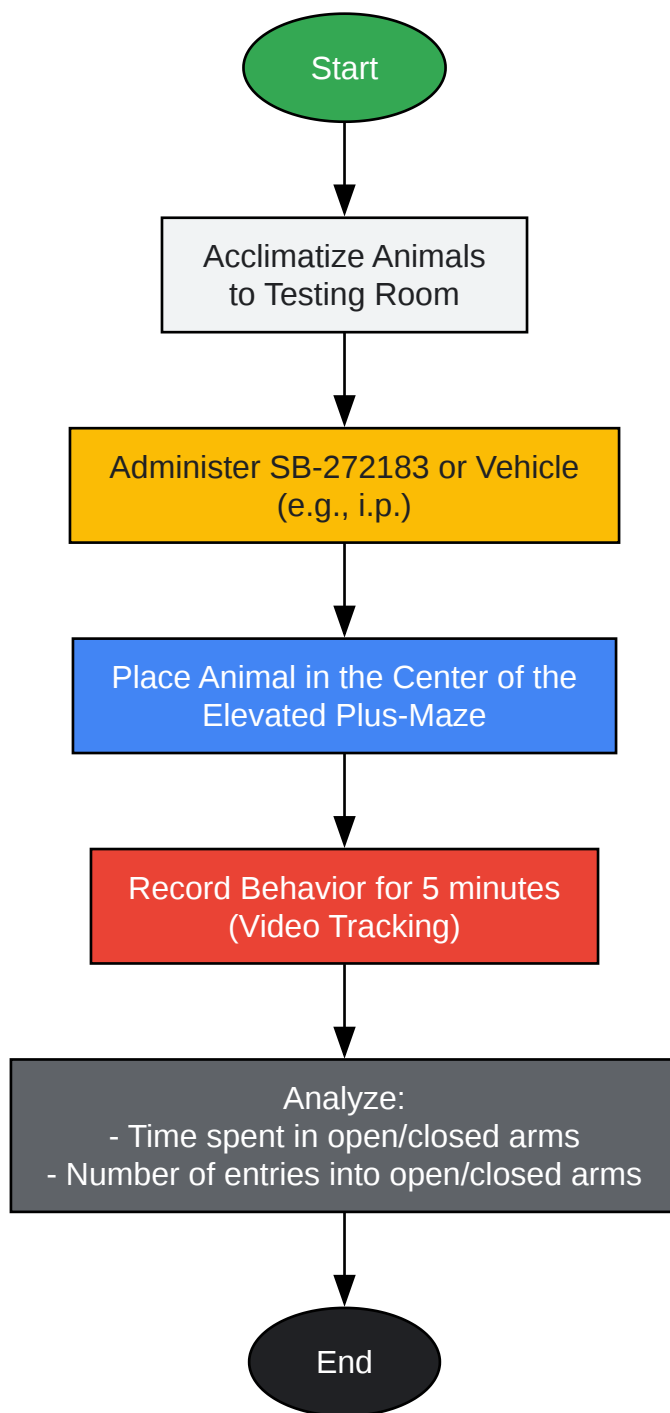 Start
Acclimatize Animals
to Testing Room
Administer SB-272183 or Vehicle
(e.g., i.p.)
Place Animal in the Center of the
Elevated Plus-Maze
Record Behavior for 5 minutes
(Video Tracking)
Analyze:
- Time spent in open/closed arms
- Number of entries into open/closed arms
End